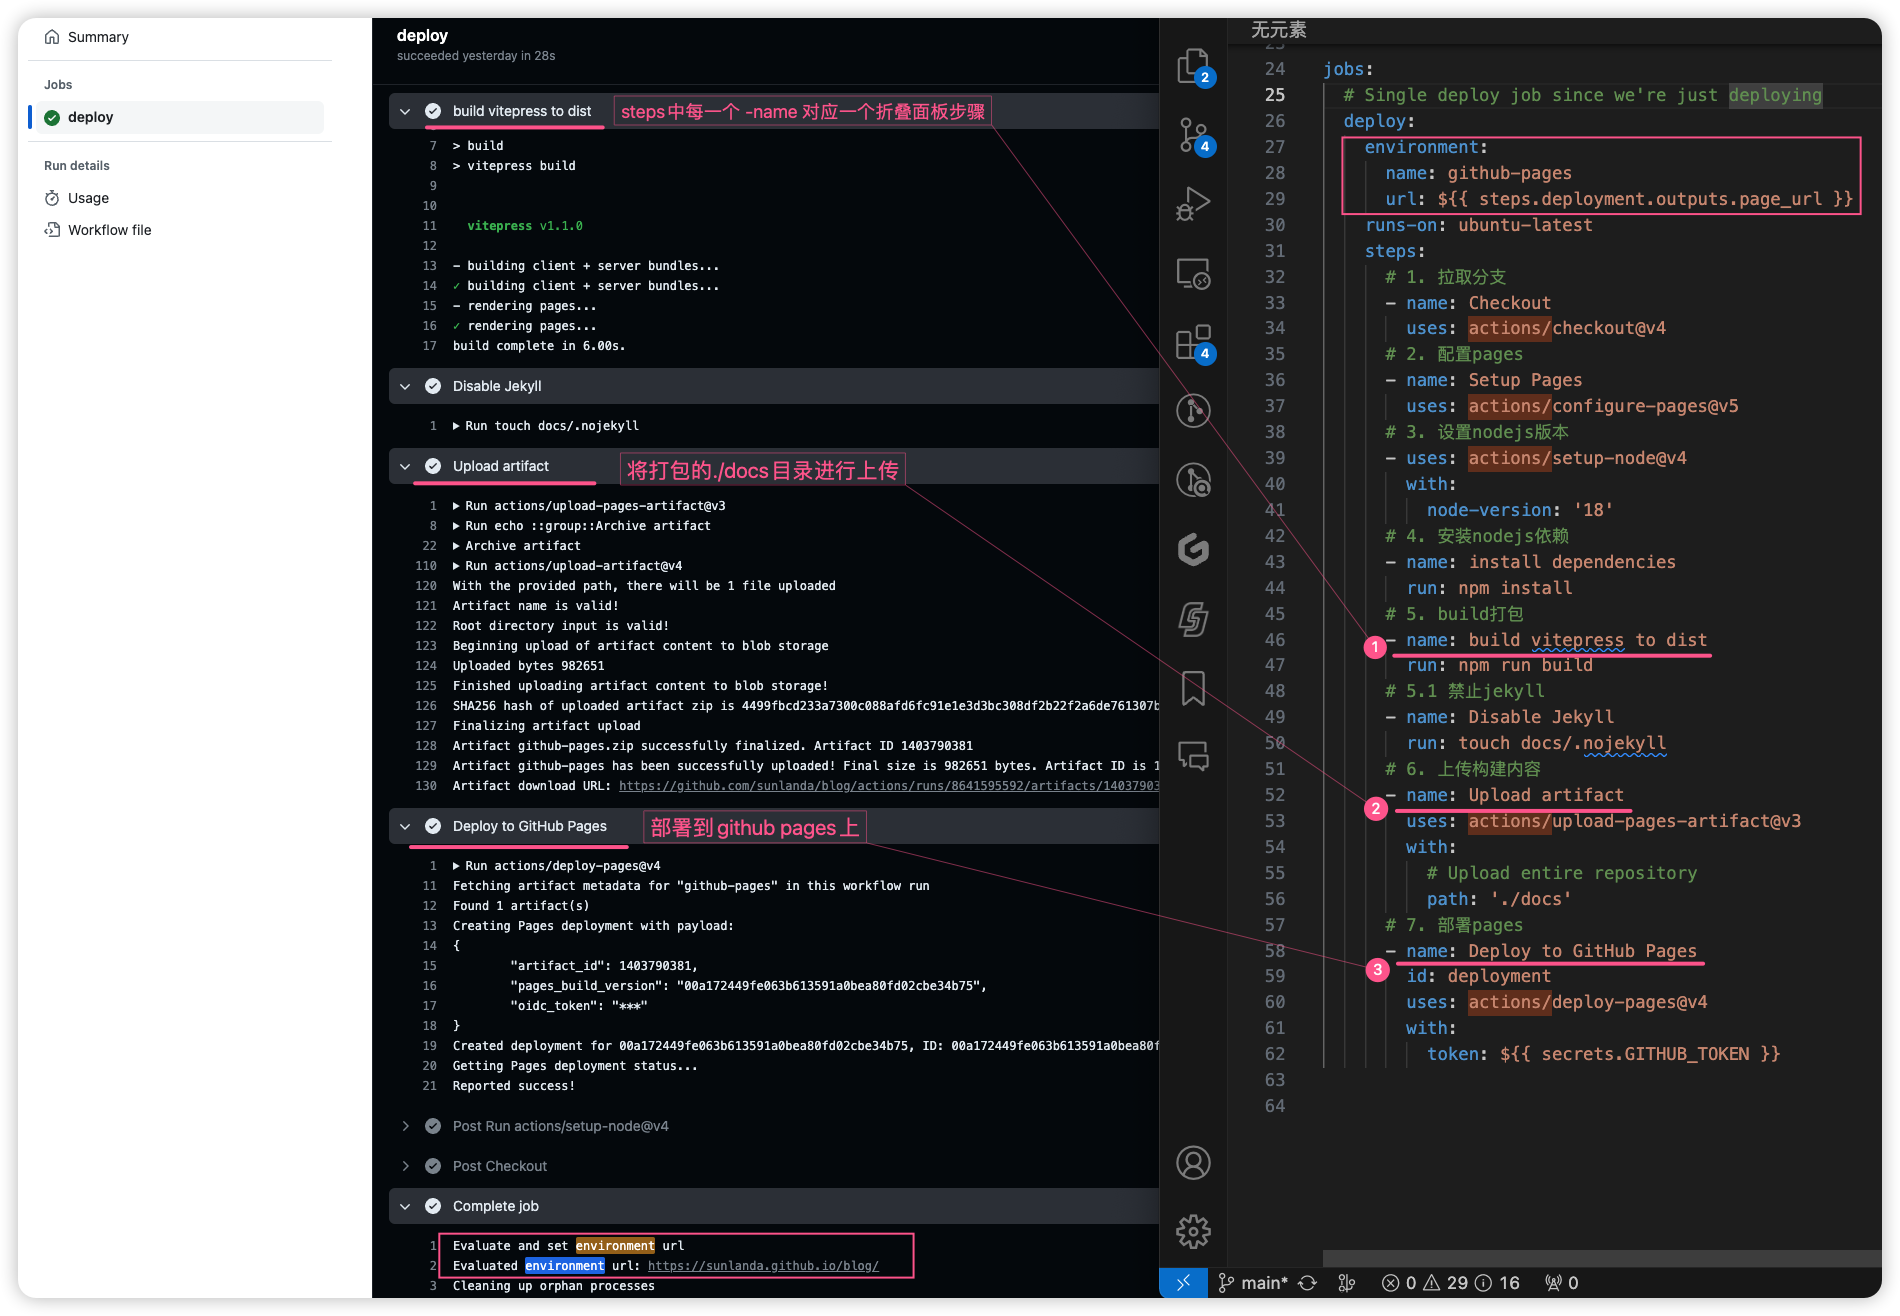 Summary
Jobs
deploy
Run details
Usage
Workflow file
deploy
succeeded yesterday in 28s
build vitepress to dist
steps中每一个 -name 对应一个折叠面板步骤
7 > build
8 > vitepress build
9
10
11 vitepress v1.1.0
12
13 - building client + server bundles...
14 ✓ building client + server bundles...
15 - rendering pages...
16 ✓ rendering pages...
17 build complete in 6.00s.
Disable Jekyll
1 ▶ Run touch docs/.nojekyll
Upload artifact
将打包的./docs目录进行上传
1 ▶ Run actions/upload-pages-artifact@v3
8 ▶ Run echo ::group::Archive artifact
22 ▶ Archive artifact
110 ▶ Run actions/upload-artifact@v4
120 With the provided path, there will be 1 file uploaded
121 Artifact name is valid!
122 Root directory input is valid!
123 Beginning upload of artifact content to blob storage
124 Uploaded bytes 982651
125 Finished uploading artifact content to blob storage!
126 SHA256 hash of uploaded artifact zip is 4499fbcd233a7300c088afd6fc91e1e3d3bc308df2b22f2a6de761307b
127 Finalizing artifact upload
128 Artifact github-pages.zip successfully finalized. Artifact ID 1403790381
129 Artifact github-pages has been successfully uploaded! Final size is 982651 bytes. Artifact ID is 1
130 Artifact download URL: https://github.com/sunlanda/blog/actions/runs/8641595592/artifacts/14037903
Deploy to GitHub Pages
部署到github pages上
1 ▶ Run actions/deploy-pages@v4
11 Fetching artifact metadata for "github-pages" in this workflow run
12 Found 1 artifact(s)
13 Creating Pages deployment with payload:
14 {
15 "artifact_id": 1403790381,
16 "pages_build_version": "00a172449fe063b613591a0bea80fd02cbe34b75",
17 "oidc_token": "***"
18 }
19 Created deployment for 00a172449fe063b613591a0bea80fd02cbe34b75, ID: 00a172449fe063b613591a0bea80f
20 Getting Pages deployment status...
21 Reported success!
Post Run actions/setup-node@v4
Post Checkout
Complete job
1 Evaluate and set environment url
2 Evaluated environment url: https://sunlanda.github.io/blog/
3 Cleaning up orphan processes
2
4
4
无元素
23
24 jobs:
25 # Single deploy job since we're just deploying
26 deploy:
27 environment:
28 name: github-pages
29 url: ${{ steps.deployment.outputs.page_url }}
30 runs-on: ubuntu-latest
31 steps:
32 # 1. 拉取分支
33 - name: Checkout
34 uses: actions/checkout@v4
35 # 2. 配置pages
36 - name: Setup Pages
37 uses: actions/configure-pages@v5
38 # 3. 设置nodejs版本
39 - uses: actions/setup-node@v4
40 with:
41 node-version: '18'
42 # 4. 安装nodejs依赖
43 - name: install dependencies
44 run: npm install
45 # 5. build打包
1
46 - name: build vitepress to dist
47 run: npm run build
48 # 5.1 禁止jekyll
49 - name: Disable Jekyll
50 run: touch docs/.nojekyll
51 # 6. 上传构建内容
2
52 - name: Upload artifact
53 uses: actions/upload-pages-artifact@v3
54 with:
55 # Upload entire repository
56 path: './docs'
57 # 7. 部署pages
3
58 - name: Deploy to GitHub Pages
59 id: deployment
60 uses: actions/deploy-pages@v4
61 with:
62 token: ${{ secrets.GITHUB_TOKEN }}
63
64
main* 0 29 16 0